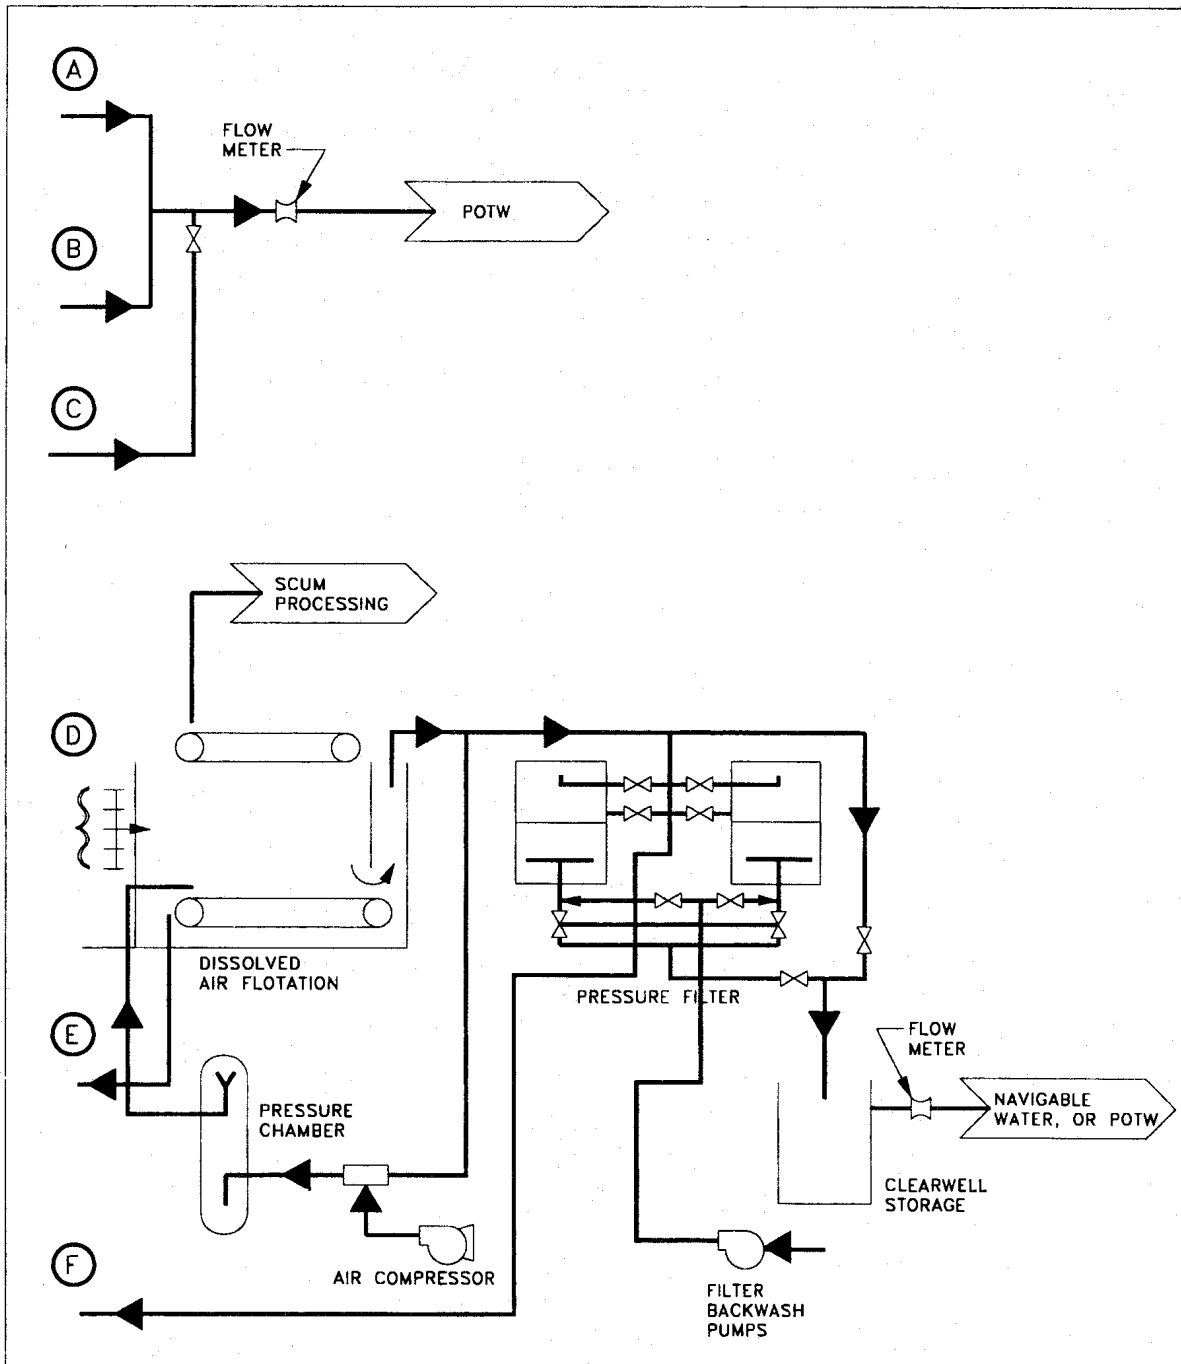 A
FLOW
METER
POTW
B
C
SCUM
PROCESSING
D
DISSOLVED
AIR FLOTATION
PRESSURE FILTER
E
FLOW
METER
PRESSURE
CHAMBER
NAVIGABLE
WATER, OR POTW
CLEARWELL
STORAGE
F
AIR COMPRESSOR
FILTER
BACKWASH
PUMPS